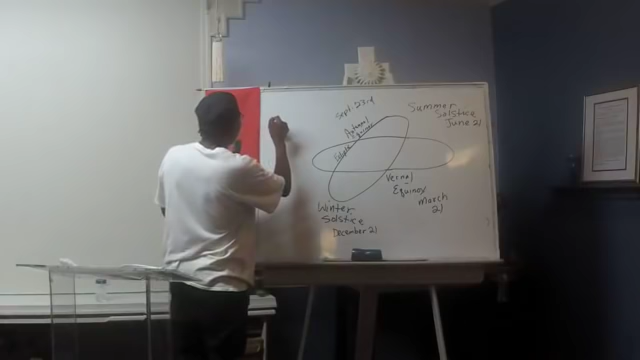 Sept. 23rd
Autumnal
Equinox
Summer
Solstice
June 21
Vernal
Equinox
March
21
Winter
Solstice
December 21